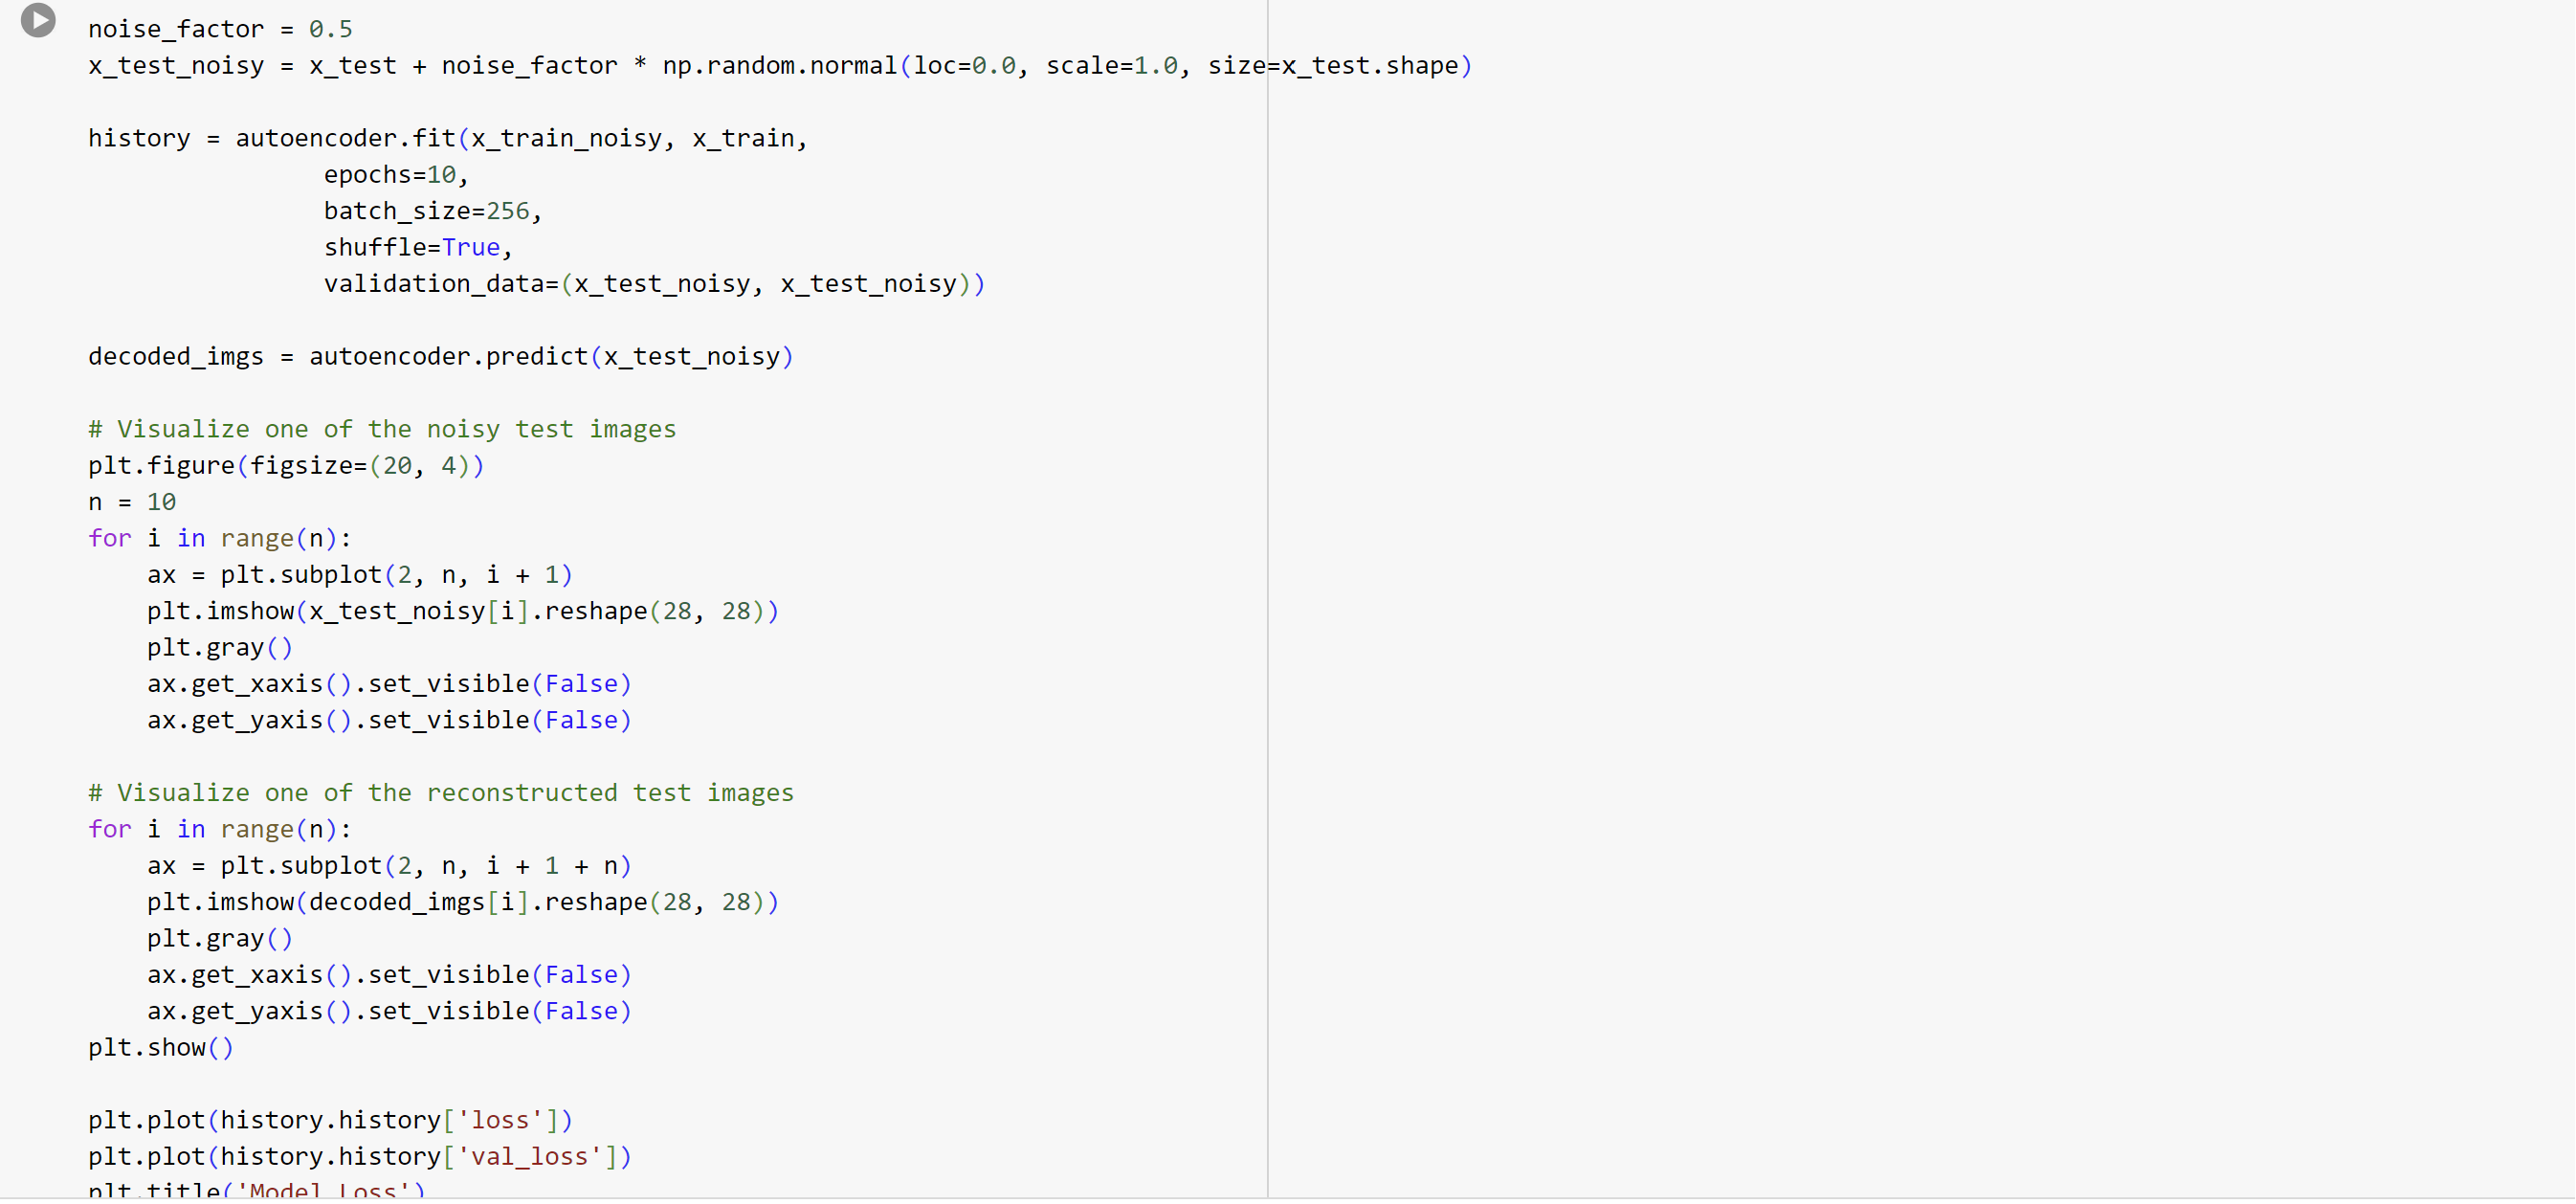 noise_factor = 0.5
x_test_noisy = x_test + noise_factor * np.random.normal(loc=0.0, scale=1.0, size=x_test.shape)
history = autoencoder.fit(x_train_noisy, x_train,
epochs=10,
batch_size=256,
shuffle=True,
validation_data=(x_test_noisy, x_test_noisy))
decoded_imgs = autoencoder.predict(x_test_noisy)
# Visualize one of the noisy test images
plt.figure(figsize=(20, 4))
n = 10
for i in range(n):
    ax = plt.subplot(2, n, i + 1)
    plt.imshow(x_test_noisy[i].reshape(28, 28))
    plt.gray()
    ax.get_xaxis().set_visible(False)
    ax.get_yaxis().set_visible(False)
# Visualize one of the reconstructed test images
for i in range(n):
    ax = plt.subplot(2, n, i + 1 + n)
    plt.imshow(decoded_imgs[i].reshape(28, 28))
    plt.gray()
    ax.get_xaxis().set_visible(False)
    ax.get_yaxis().set_visible(False)
plt.show()
plt.plot(history.history['loss'])
plt.plot(history.history['val_loss'])
plt.title('Model Loss')